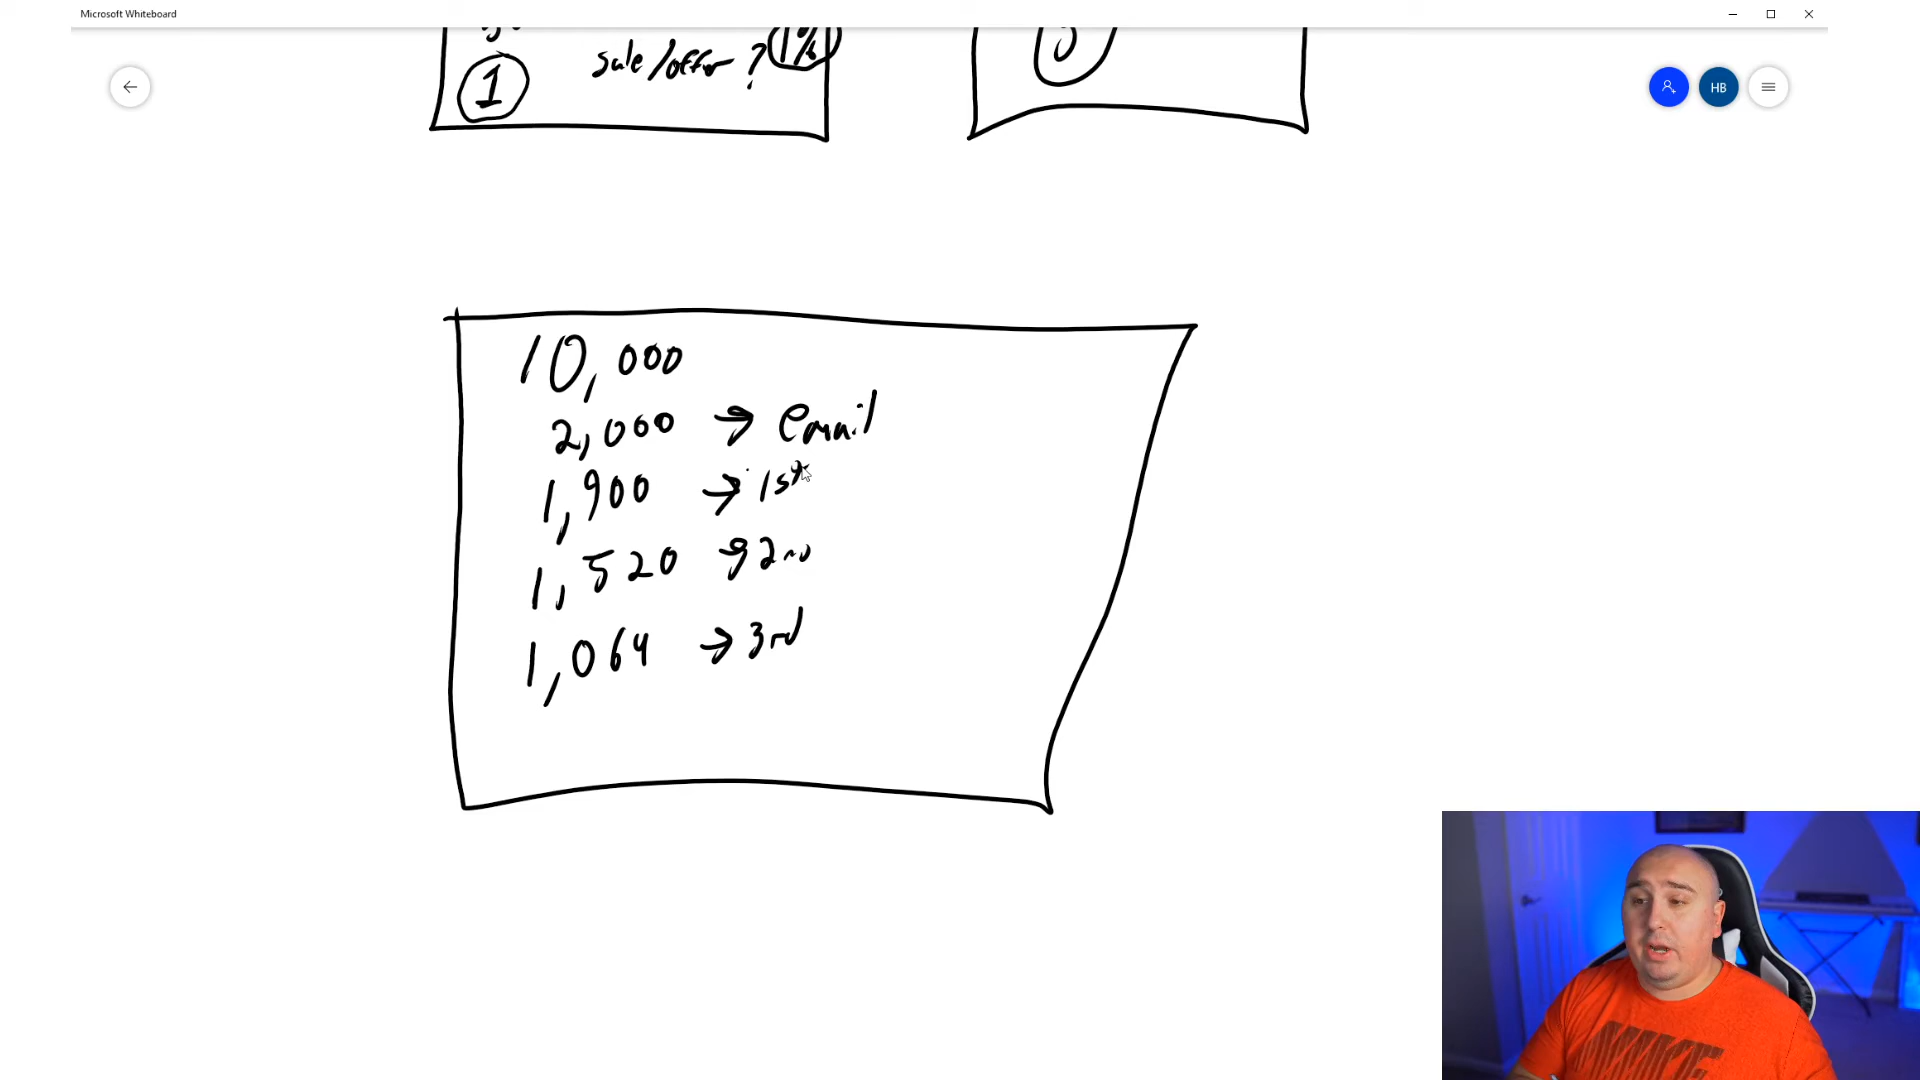 Microsoft Whiteboard
sale/offer ? 1%
1
HB
10,000
2,000 → email
1,900 → 1st
1,520 → 2nd
1,064 → 3rd